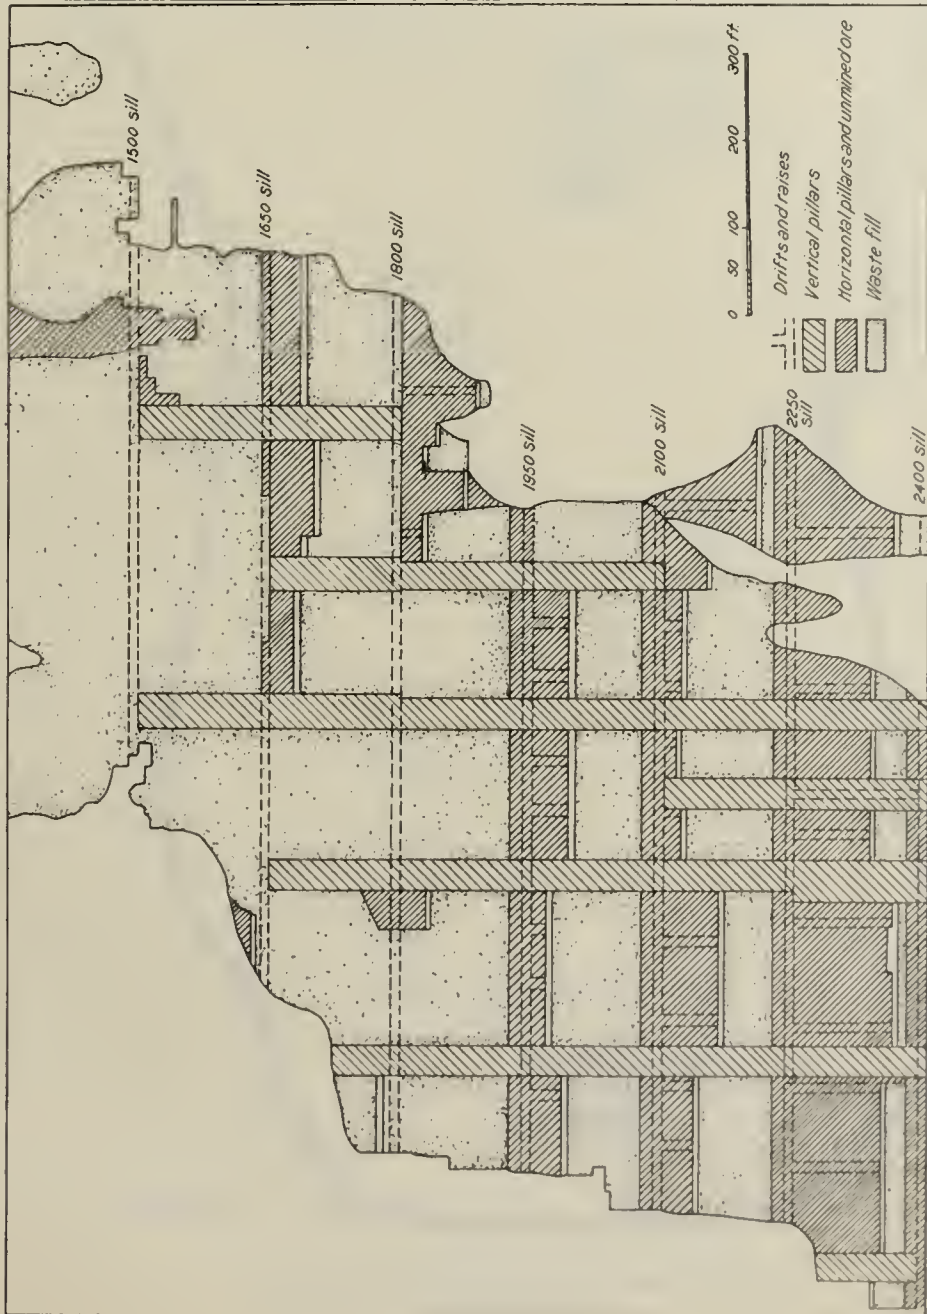 1500 sill
1650 sill
1800 sill
1950 sill
2100 sill
2250
sill
2400 sill
0 50 100 200 300 ft.
Drifts and raises
Vertical pillars
Horizontal pillars and unmined ore
Waste fill